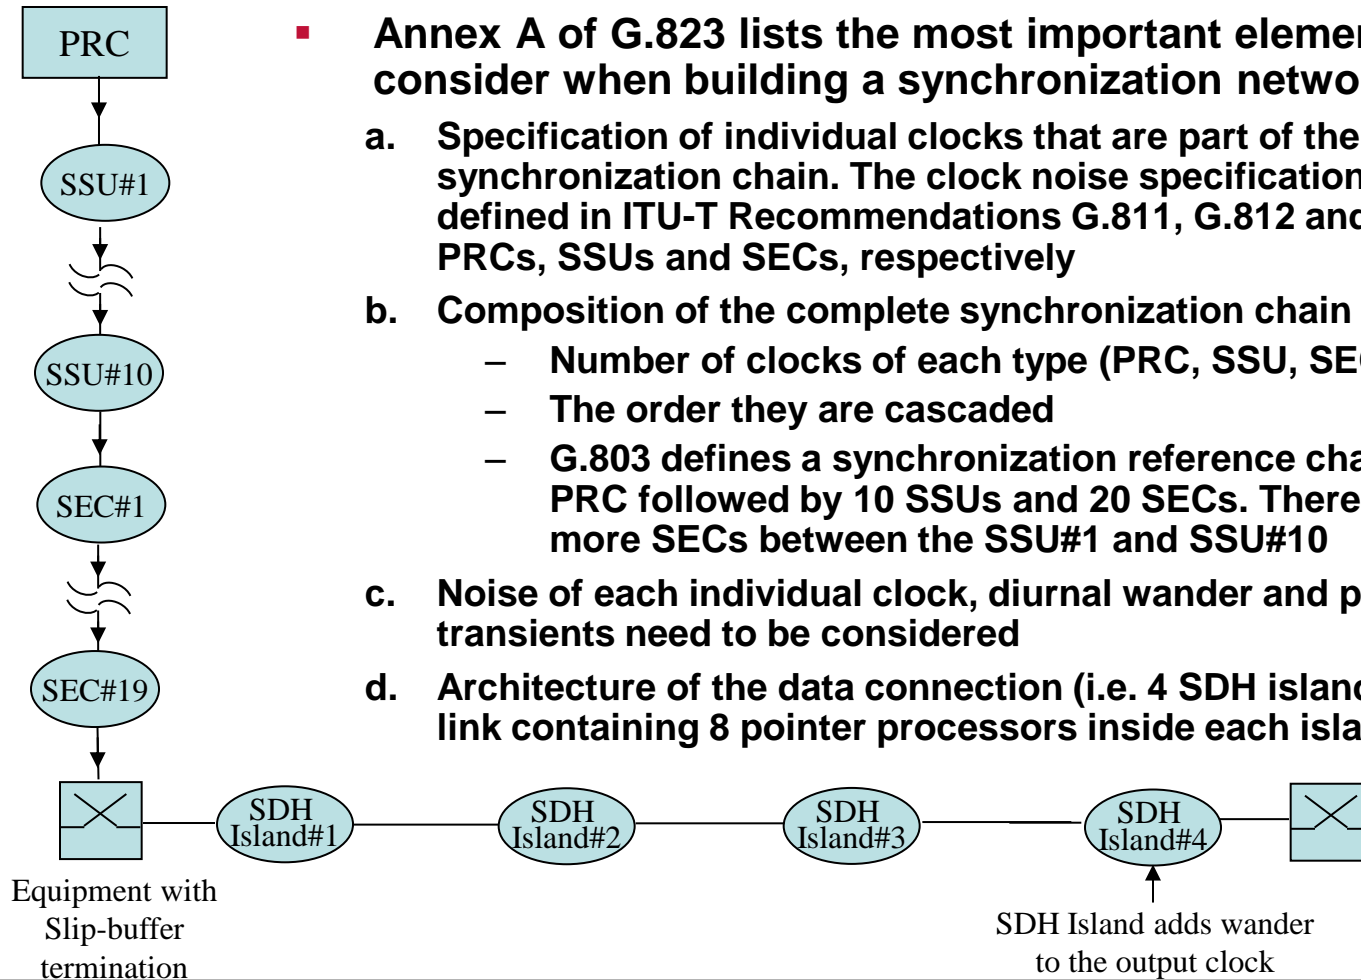 PRC
SSU#1
SSU#10
SEC#1
SEC#19
▪ Annex A of G.823 lists the most important
consider when building a synchronization
a. Specification of individual clocks that are part of the
synchronization chain. The clock noise specification
defined in ITU-T Recommendations G.811, G.812 and
PRCs, SSUs and SECs, respectively
b. Composition of the complete synchronization chain
– Number of clocks of each type (PRC, SSU,
– The order they are cascaded
– G.803 defines a synchronization reference
PRC followed by 10 SSUs and 20 SECs. There
more SECs between the SSU#1 and SSU#10
c. Noise of each individual clock, diurnal wander and
transients need to be considered
d. Architecture of the data connection (i.e. 4 SDH
link containing 8 pointer processors inside each
SDH
Island#1
SDH
Island#2
SDH
Island#3
SDH
Island#4
Equipment with
Slip-buffer
termination
SDH Island adds wander
to the output clock